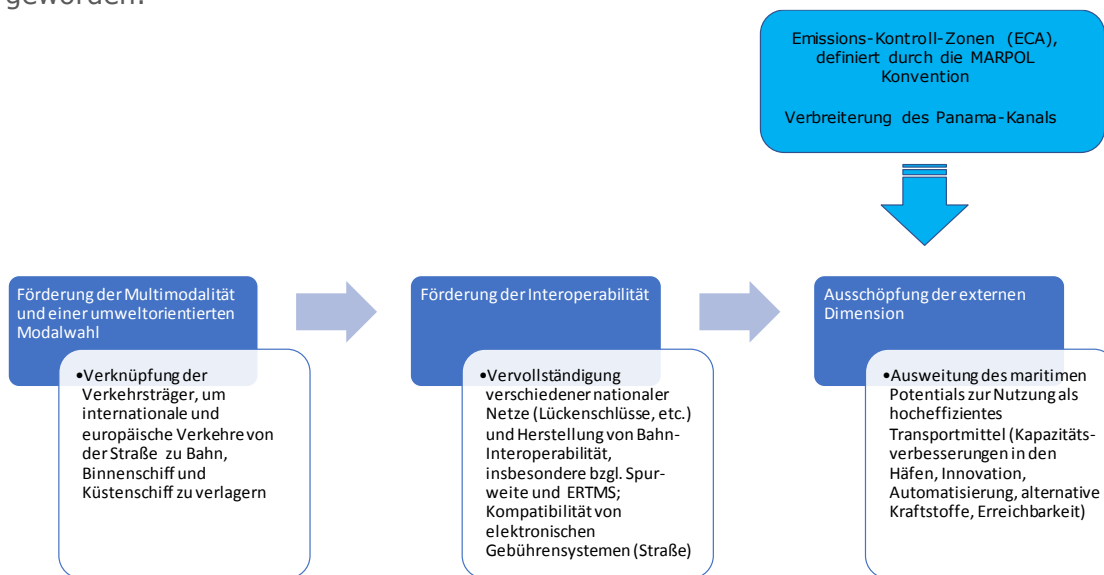 geworden.
Emissions-Kontroll-Zonen (ECA),
definiert durch die MARPOL
Konvention
Verbreiterung des Panama-Kanals
Förderung der Multimodalität
und einer umweltorientierten
Modalwahl
•Verknüpfung der
Verkehrsträger, um
internationale und
europäische Verkehre von
der Straße zu Bahn,
Binnenschiff und
Küstenschiff zu verlagern
Förderung der Interoperabilität
•Vervollständigung
verschiedener nationaler
Netze (Lückenschlüsse, etc.)
und Herstellung von Bahn-
Interoperabilität,
insbesondere bzgl. Spur-
weite und ERTMS;
Kompatibilität von
elektronischen
Gebührensystemen (Straße)
Ausschöpfung der externen
Dimension
•Ausweitung des maritimen
Potentials zur Nutzung als
hocheffizientes
Transportmittel (Kapazitäts-
verbesserungen in den
Häfen, Innovation,
Automatisierung, alternative
Kraftstoffe, Erreichbarkeit)